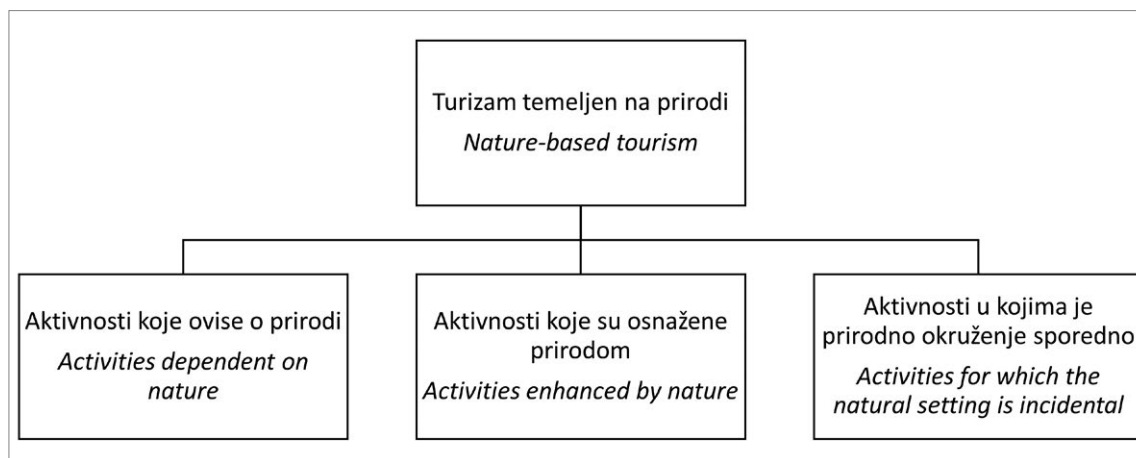 Turizam temeljen na prirodi
Nature-based tourism
Aktivnosti koje ovise o prirodi
Activities dependent on
nature
Aktivnosti koje su osnažene
prirodom
Activities enhanced by nature
Aktivnosti u kojima je
prirodno okruženje sporedno
Activities for which the
natural setting is incidental